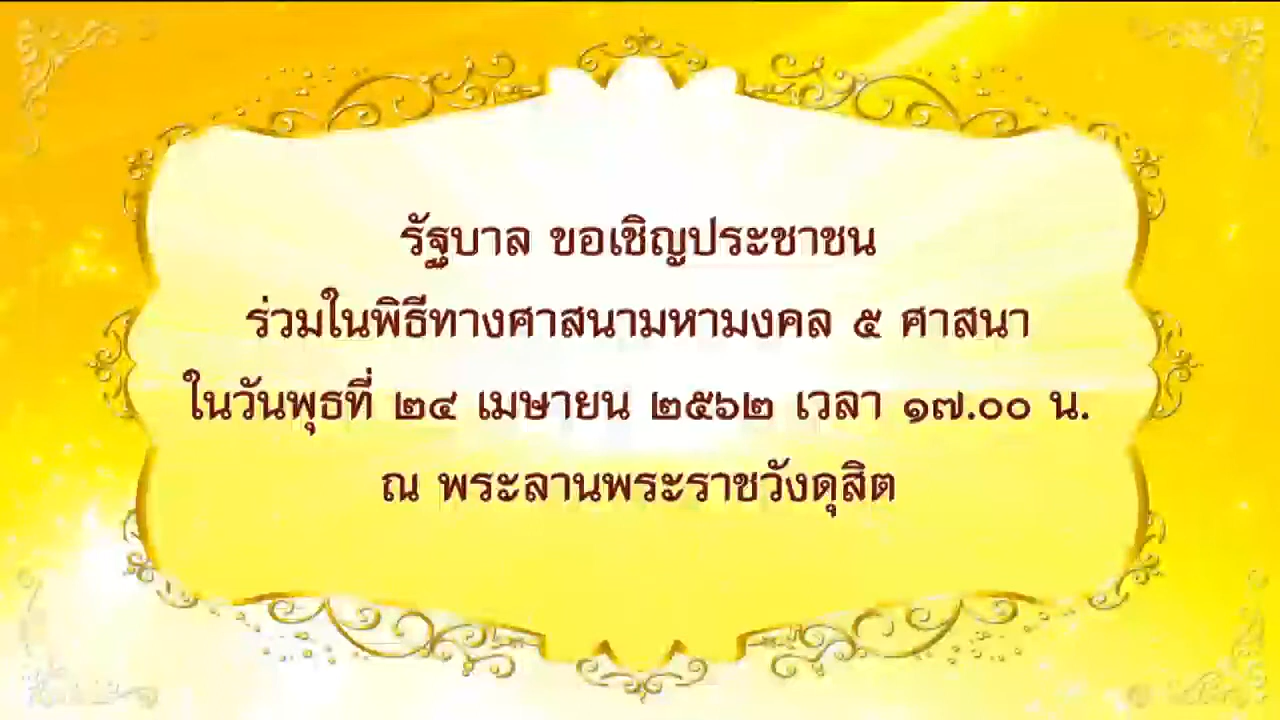 รัฐบาล ขอเชิญประชาชน
ร่วมในพิธีทางศาสนามหามงคล ๕ ศาสนา
ในวันพุธที่ ๒๔ เมษายน ๒๕๖๒ เวลา ๑๗.๐๐ น.
ณ พระลานพระราชวังดุสิต